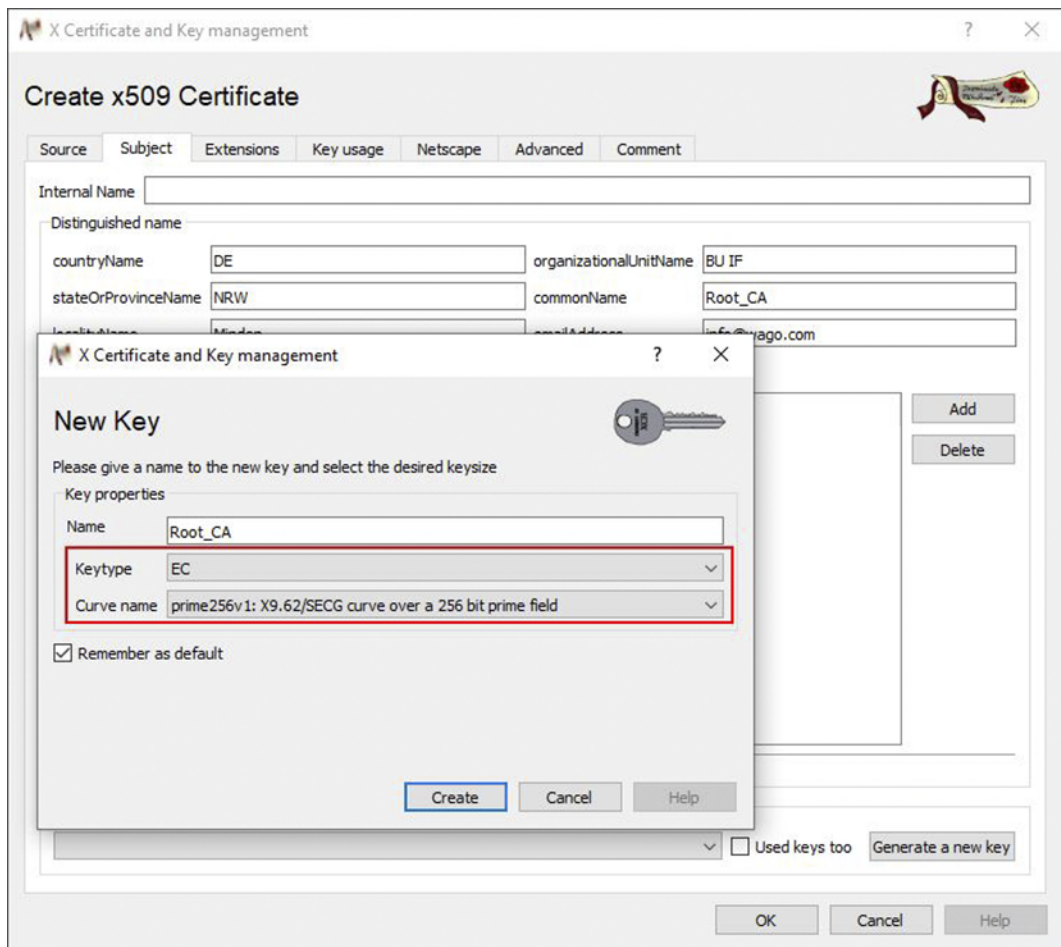 X Certificate and Key management
Create x509 Certificate
Source Subject Extensions Key usage Netscape Advanced Comment
Internal Name
Distinguished name
countryName DE organizationalUnitName BU IF
stateOrProvinceName NRW commonName Root_CA
info@wago.com
X Certificate and Key management ?
New Key
Please give a name to the new key and select the desired keysize
Key properties
Name Root_CA
Keytype EC
Curve name prime256v1: X9.62/SECG curve over a 256 bit prime field
Remember as default
Create Cancel Help
Add
Delete
Used keys too Generate a new key
OK Cancel Help